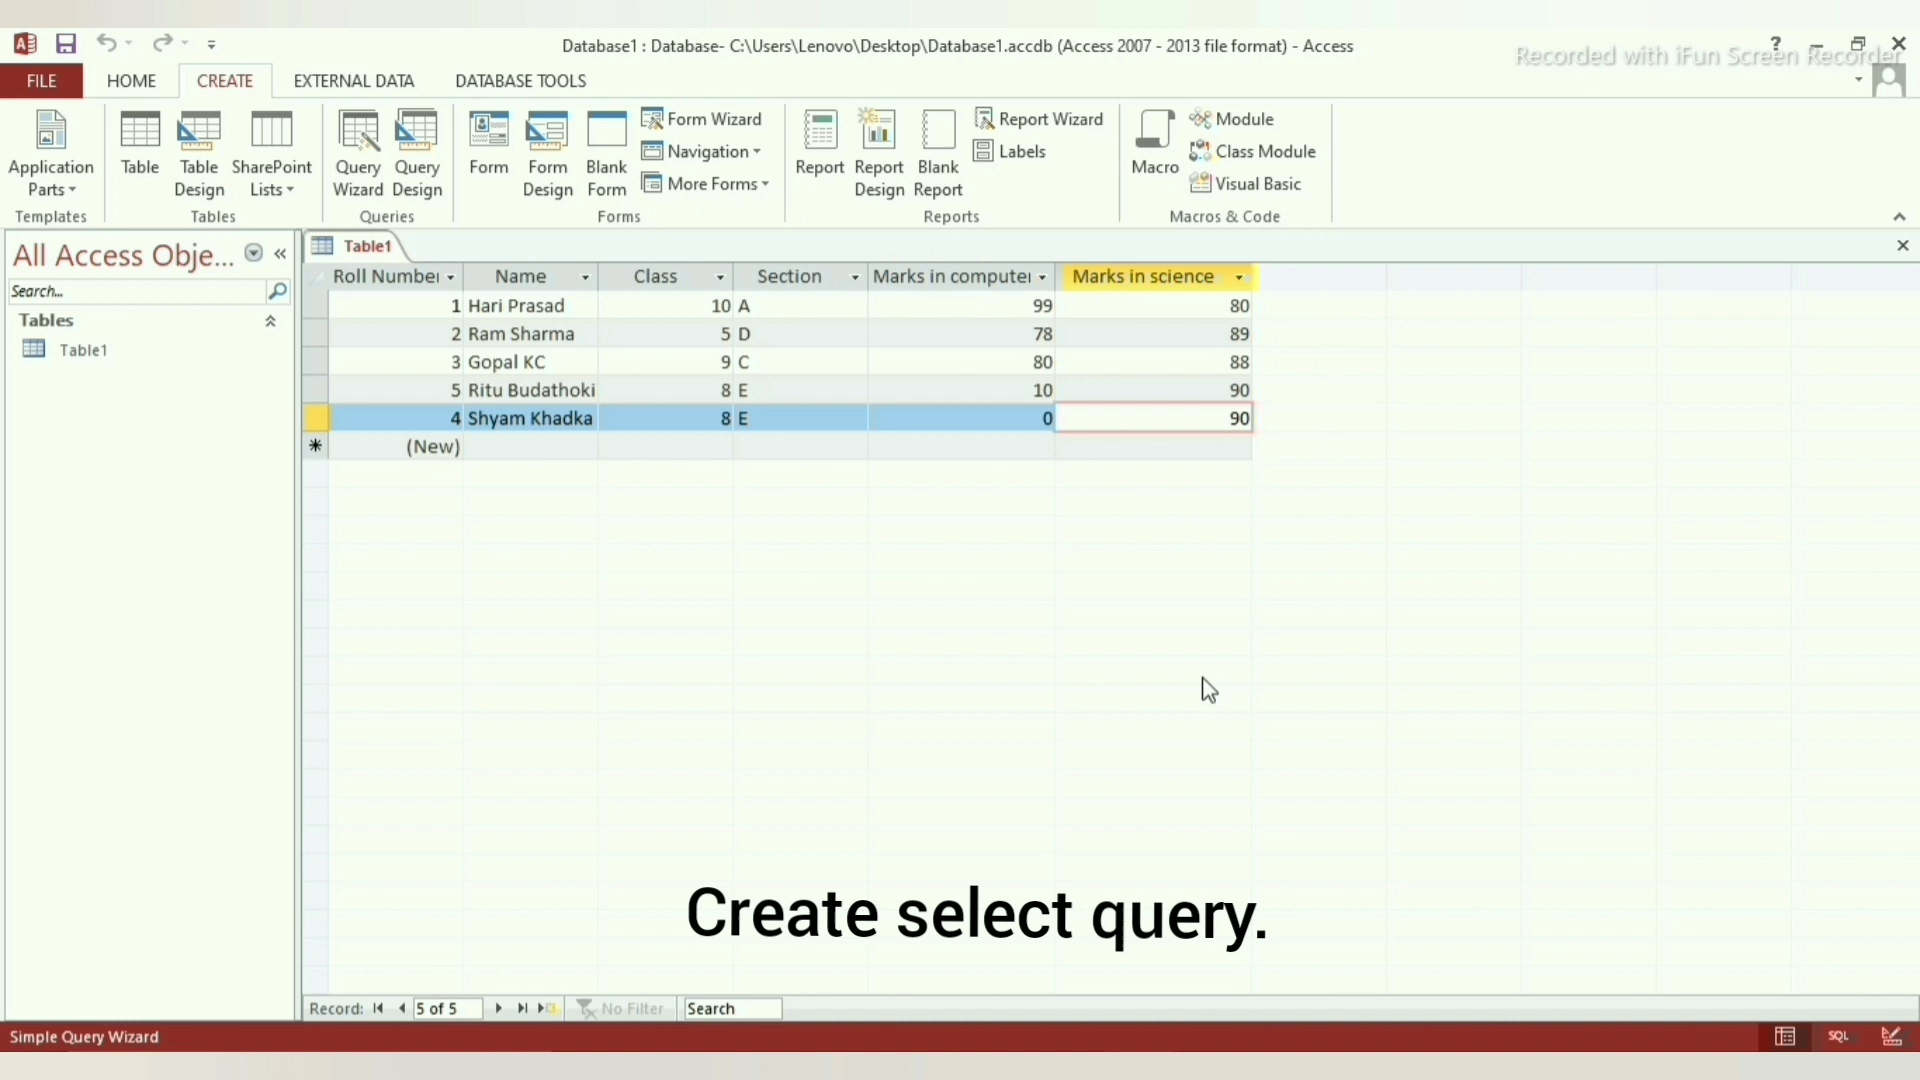 Database1 : Database- C:\Users\Lenovo\Desktop\Database1.accdb (Access 2007 - 2013 file format) - Access
?
Recorded with iFun Screen Recorder
FILE HOME CREATE EXTERNAL DATA DATABASE TOOLS
Application Parts
Table
Table Design
SharePoint Lists
Query Wizard
Query Design
Form
Form Design
Blank Form
Form Wizard
Navigation
More Forms
Report
Report Design
Blank Report
Report Wizard
Labels
Macro
Module
Class Module
Visual Basic
Templates Tables Queries Forms Reports Macros & Code
All Access Obje...
Search...
Tables
Table1
Table1
Roll Number Name Class Section Marks in computer Marks in science
1 Hari Prasad 10 A 99 80
2 Ram Sharma 5 D 78 89
3 Gopal KC 9 C 80 88
5 Ritu Budathoki 8 E 10 90
4 Shyam Khadka 8 E 0 90
(New)
Create select query.
Record: 5 of 5 No Filter Search
Simple Query Wizard
SQL